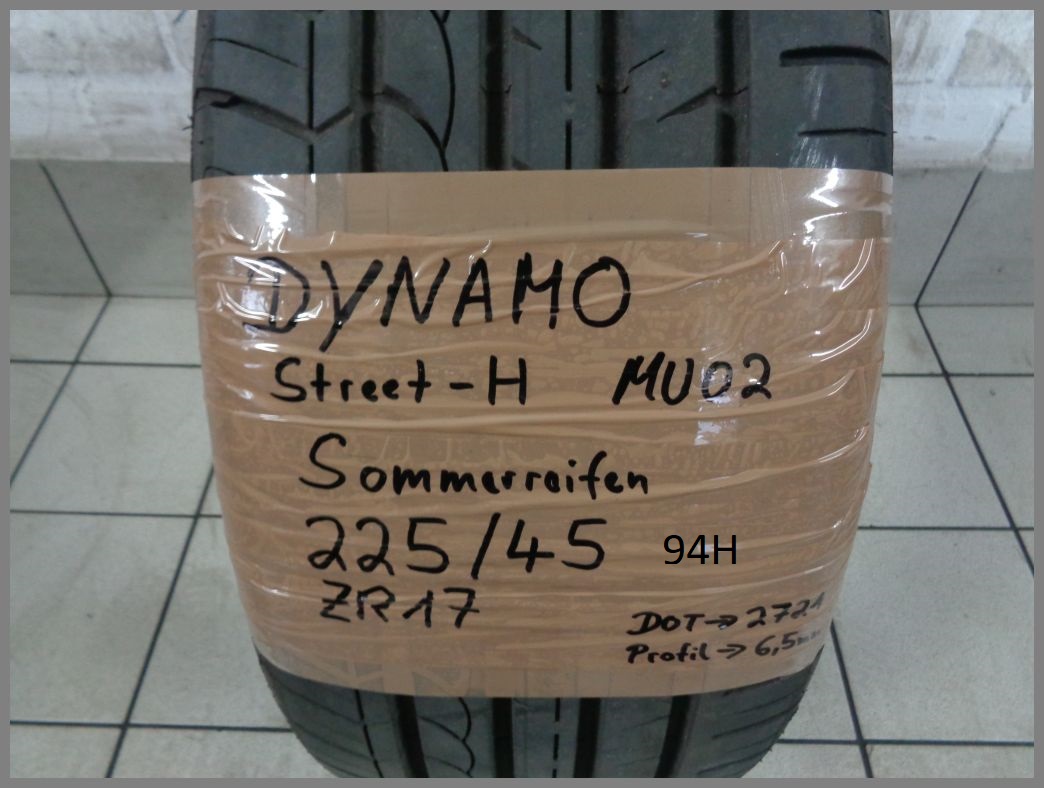 DYNAMO
Street-H MU02
Sommerreifen
225/45 94H
ZR17
DOT→2721
Profil→6,5mm